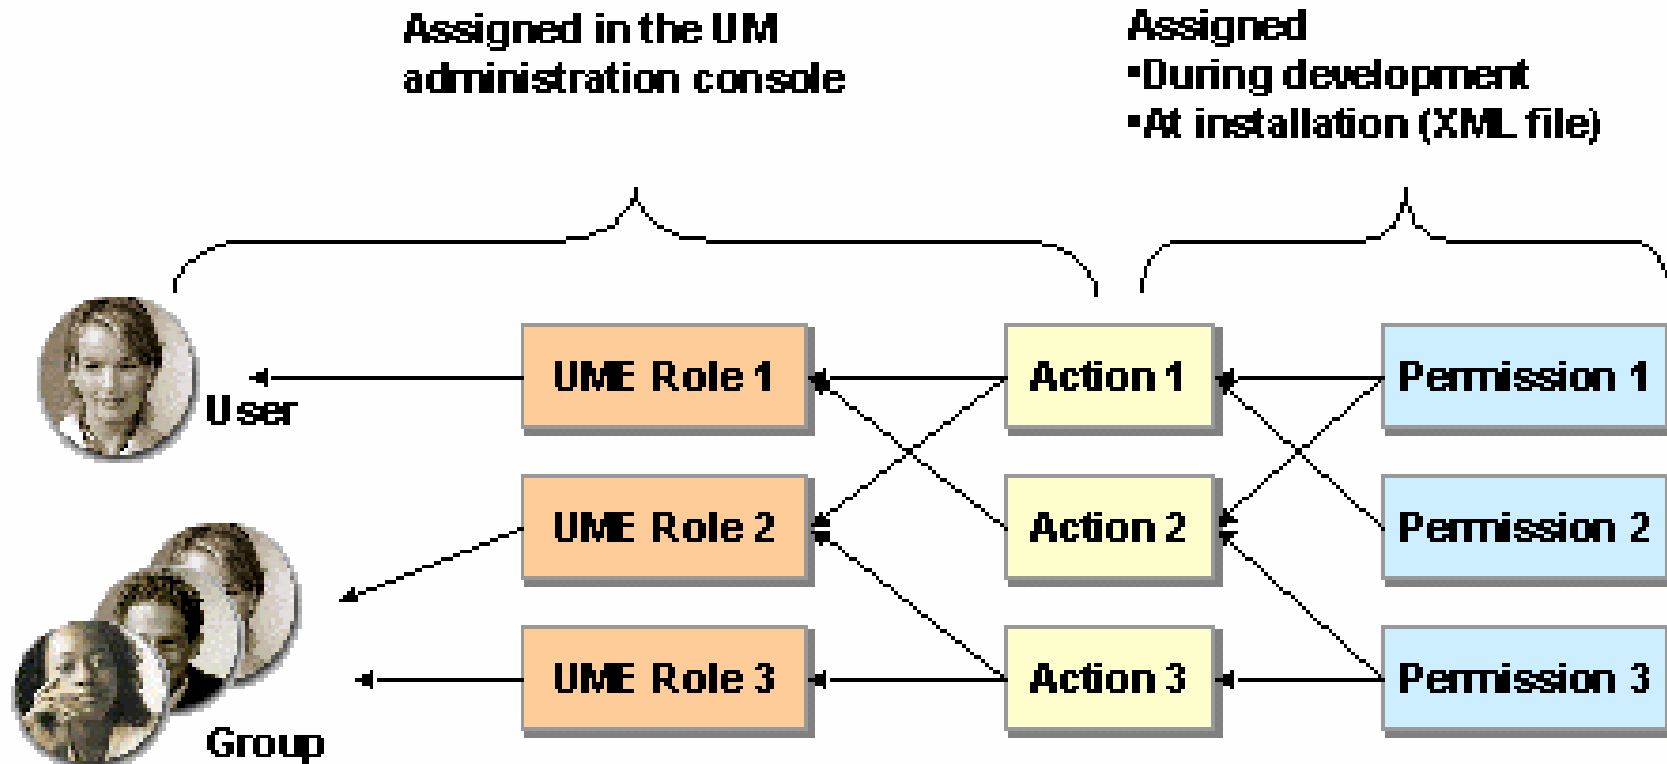 Assigned in the UM
administration console
Assigned
▪During development
▪At installation (XML file)
User
UME Role 1
Action 1
Permission 1
UME Role 2
Action 2
Permission 2
UME Role 3
Action 3
Permission 3
Group